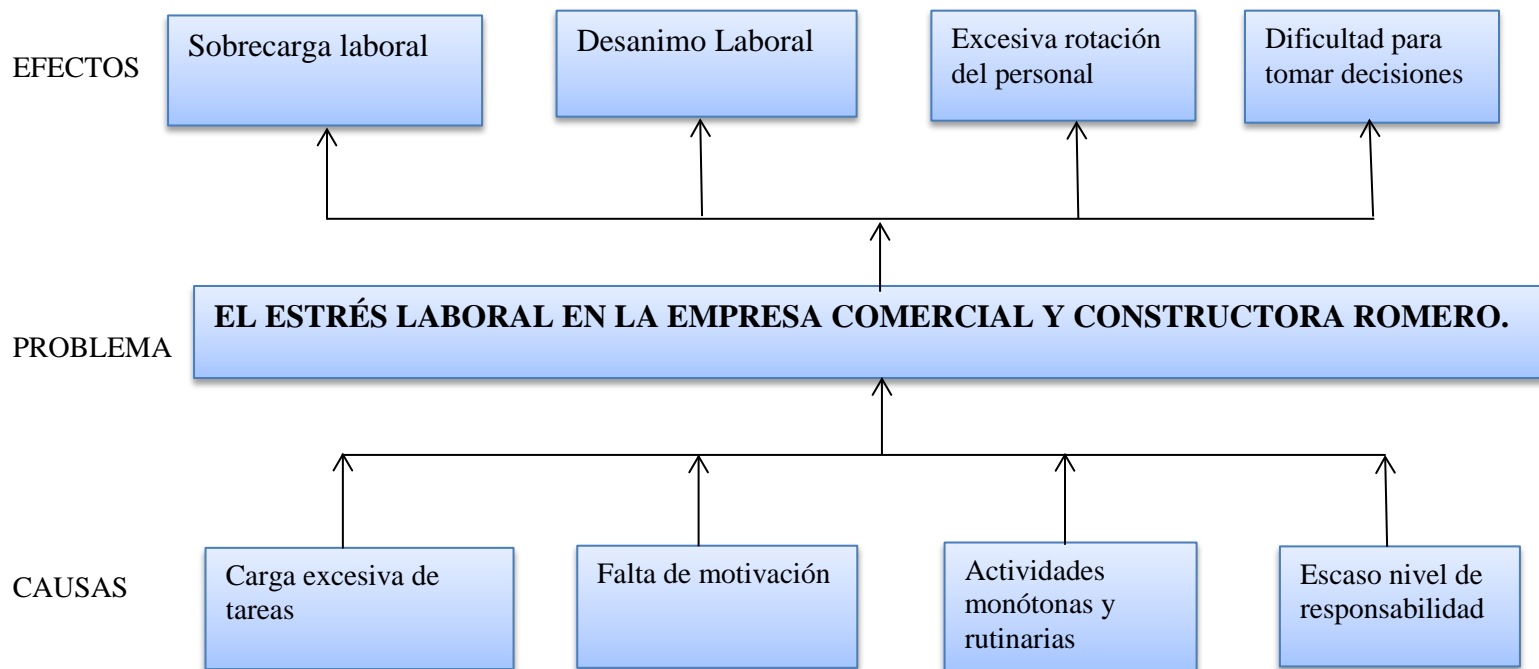 EFECTOS
Sobrecarga laboral
Desanimo Laboral
Excesiva rotación
del personal
Dificultad para
tomar decisiones
PROBLEMA
EL ESTRÉS LABORAL EN LA EMPRESA COMERCIAL Y CONSTRUCTORA ROMERO.
CAUSAS
Carga excesiva de
tareas
Falta de motivación
Actividades
monótonas y
rutinarias
Escaso nivel de
responsabilidad